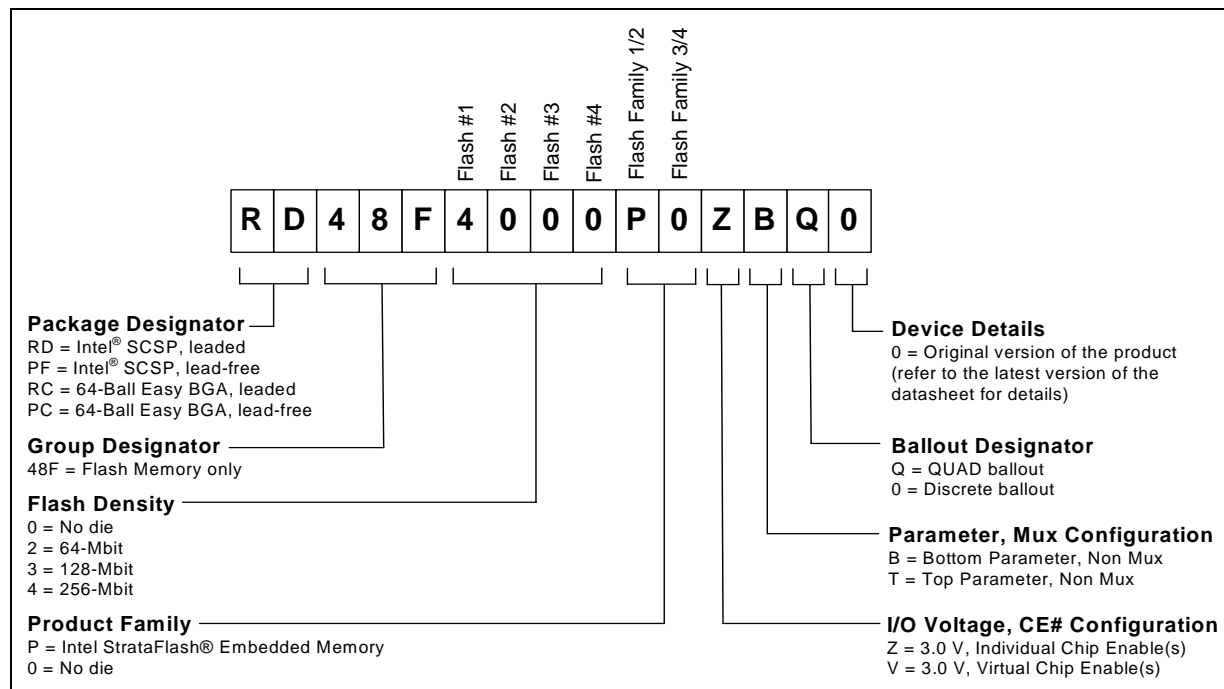 Flash #1
Flash #2
Flash #3
Flash #4
Flash Family 1/2
Flash Family 3/4
R D 4 8 F 4 0 0 0 P 0 Z B Q 0
Package Designator
RD = Intel® SCSP, leaded
PF = Intel® SCSP, lead-free
RC = 64-Ball Easy BGA, leaded
PC = 64-Ball Easy BGA, lead-free
Group Designator
48F = Flash Memory only
Flash Density
0 = No die
2 = 64-Mbit
3 = 128-Mbit
4 = 256-Mbit
Product Family
P = Intel StrataFlash® Embedded Memory
0 = No die
Device Details
0 = Original version of the product
(refer to the latest version of the
datasheet for details)
Ballout Designator
Q = QUAD ballout
0 = Discrete ballout
Parameter, Mux Configuration
B = Bottom Parameter, Non Mux
T = Top Parameter, Non Mux
I/O Voltage, CE# Configuration
Z = 3.0 V, Individual Chip Enable(s)
V = 3.0 V, Virtual Chip Enable(s)